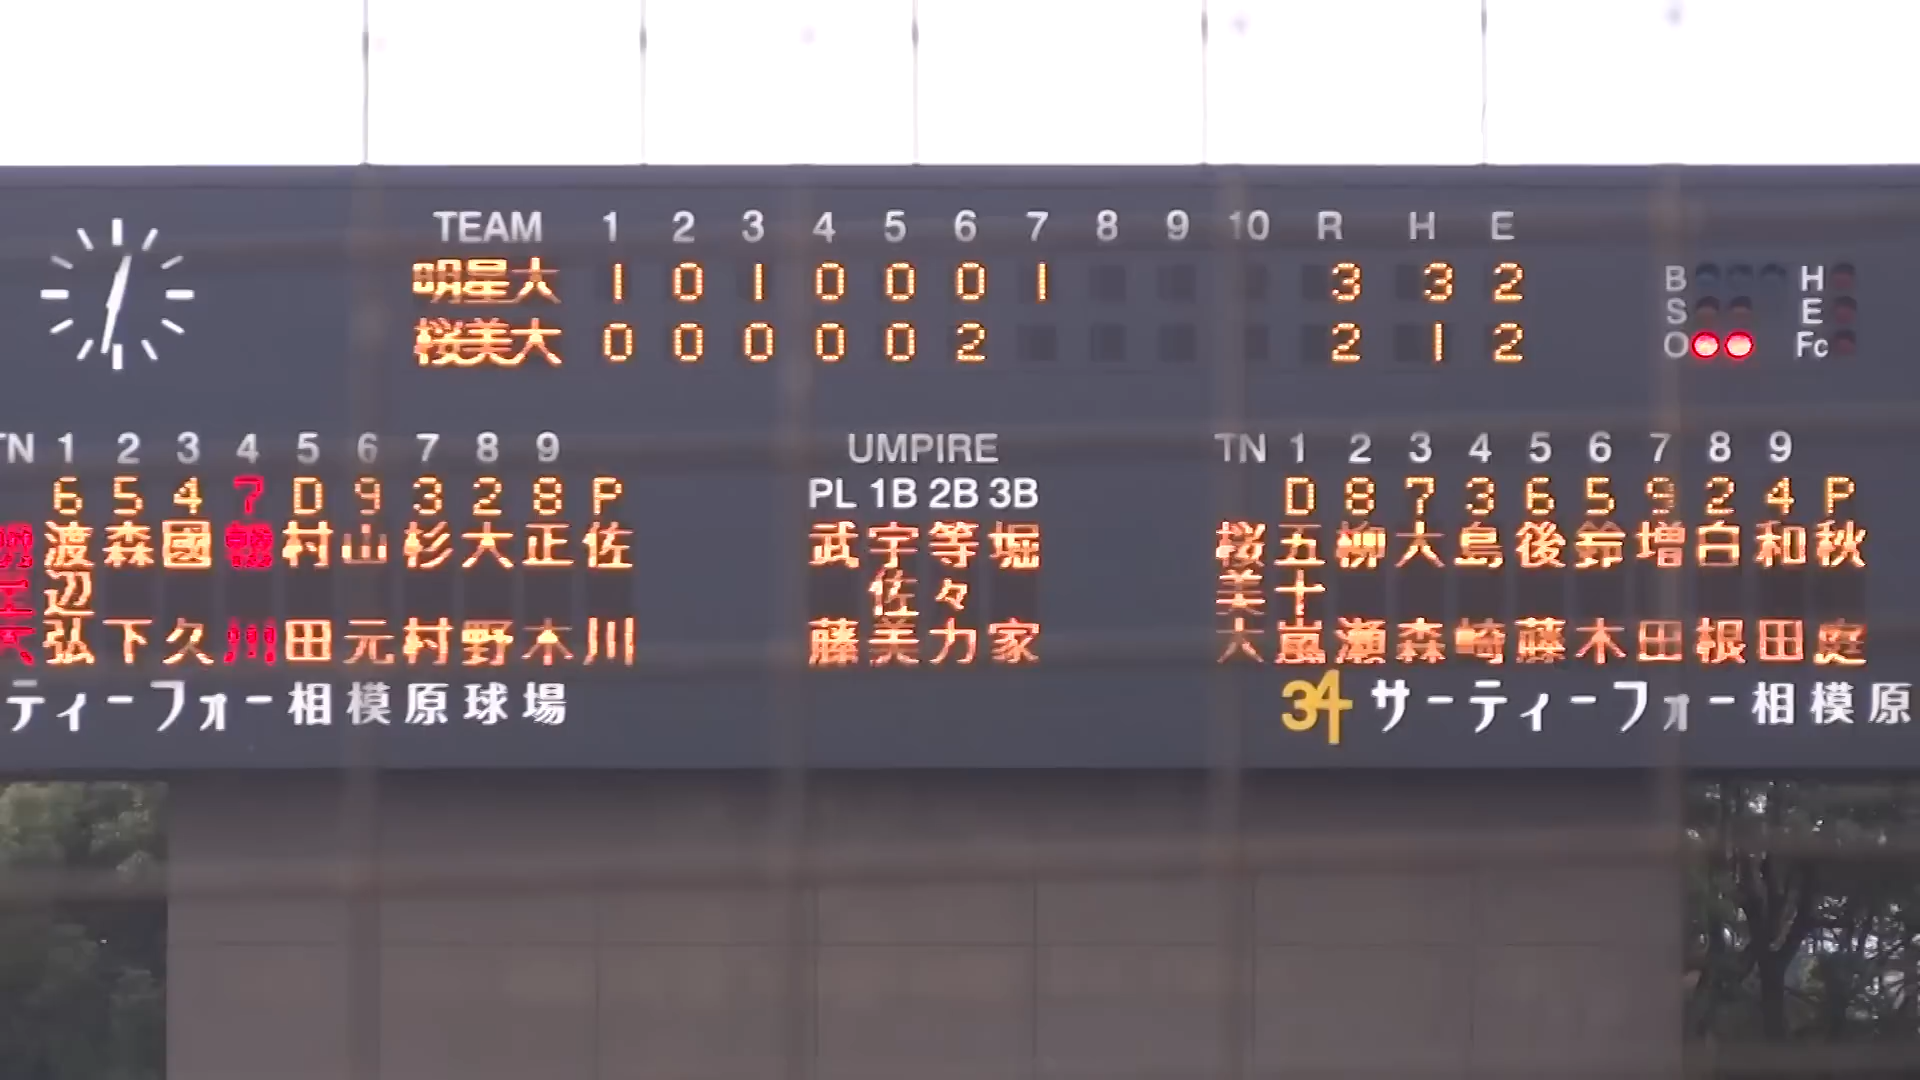 TEAM 1 2 3 4 5 6 7 8 9 10 R H E
明星大 1 0 1 0 0 0 1 3 3 2
桜美大 0 0 0 0 0 2 2 1 2
B H
S E
O Fc
TN 1 2 3 4 5 6 7 8 9
6 5 4 7 D 9 3 2 8 P
明星大
渡辺弘
森下
國久
川
村田
山元
杉村
大野
正木
佐川
UMPIRE
PL 1B 2B 3B
武藤
宇佐美
等々力
堀家
TN 1 2 3 4 5 6 7 8 9
D 8 7 3 6 5 9 2 4 P
桜美大
五十嵐
柳瀬
大森
島崎
後藤
鈴木
増田
白根
和田
秋庭
ティーフォー相模原球場
34 サーティーフォー相模原